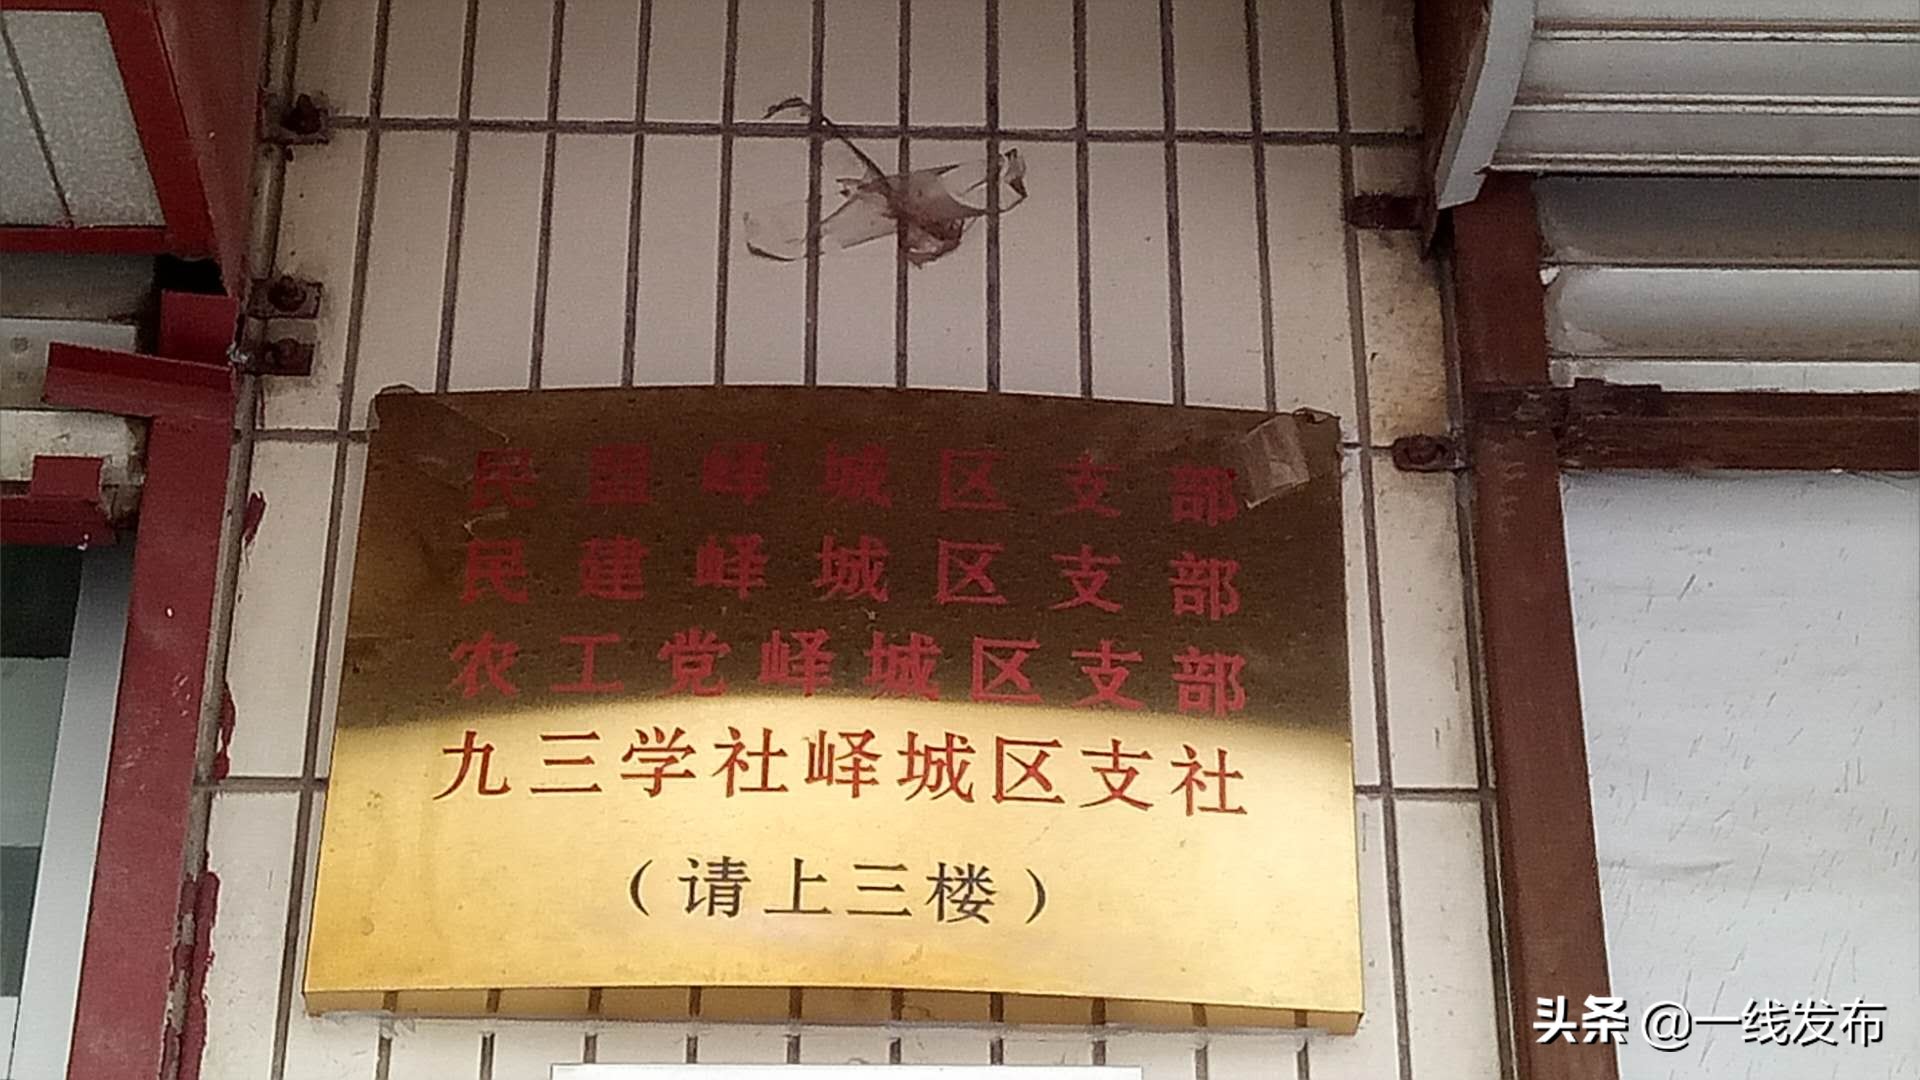 民盟峄城区支部
民建峄城区支部
农工党峄城区支部
九三学社峄城区支社
（请上三楼）
头条 @一线发布